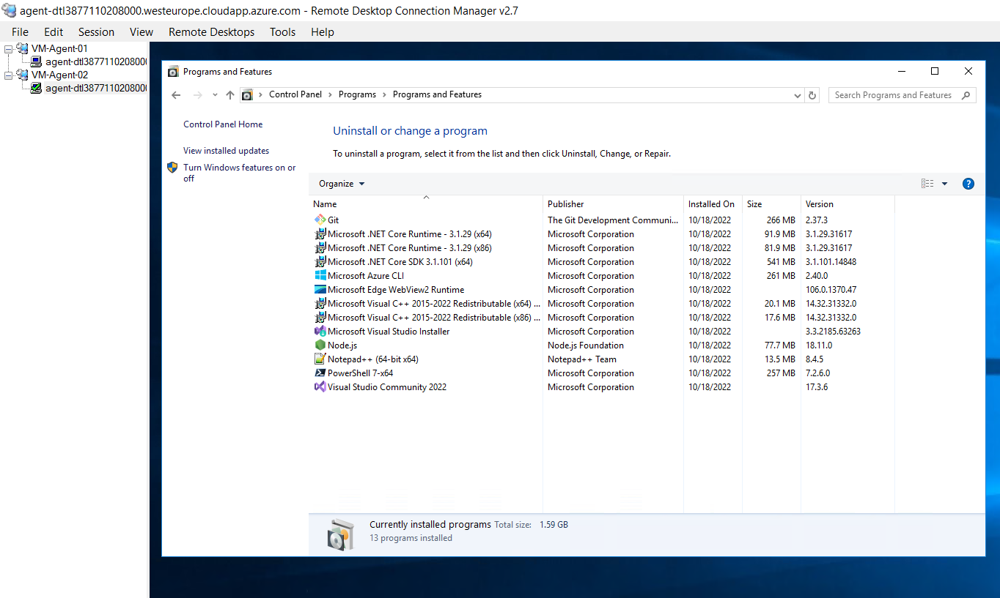 agent-dtl3877110208000.westeurope.cloudapp.azure.com - Remote Desktop Connection Manager v2.7
File Edit Session View Remote Desktops Tools Help
VM-Agent-01
agent-dtl3877110208000
VM-Agent-02
agent-dtl3877110208000
Programs and Features
Control Panel > Programs > Programs and Features
Search Programs and Features
Control Panel Home
View installed updates
Turn Windows features on or
off
Uninstall or change a program
To uninstall a program, select it from the list and then click Uninstall, Change, or Repair.
Organize
Name Publisher Installed On Size Version
Git The Git Development Communi... 10/18/2022 266 MB 2.37.3
Microsoft .NET Core Runtime - 3.1.29 (x64) Microsoft Corporation 10/18/2022 91.9 MB 3.1.29.31617
Microsoft .NET Core Runtime - 3.1.29 (x86) Microsoft Corporation 10/18/2022 81.9 MB 3.1.29.31617
Microsoft .NET Core SDK 3.1.101 (x64) Microsoft Corporation 10/18/2022 541 MB 3.1.101.14848
Microsoft Azure CLI Microsoft Corporation 10/18/2022 261 MB 2.40.0
Microsoft Edge WebView2 Runtime Microsoft Corporation 10/18/2022 106.0.1370.47
Microsoft Visual C++ 2015-2022 Redistributable (x64) ... Microsoft Corporation 10/18/2022 20.1 MB 14.32.31332.0
Microsoft Visual C++ 2015-2022 Redistributable (x86) ... Microsoft Corporation 10/18/2022 17.6 MB 14.32.31332.0
Microsoft Visual Studio Installer Microsoft Corporation 10/18/2022 3.3.2185.63263
Node.js Node.js Foundation 10/18/2022 77.7 MB 18.11.0
Notepad++ (64-bit x64) Notepad++ Team 10/18/2022 13.5 MB 8.4.5
PowerShell 7-x64 Microsoft Corporation 10/18/2022 257 MB 7.2.6.0
Visual Studio Community 2022 Microsoft Corporation 10/18/2022 17.3.6
Currently installed programs Total size: 1.59 GB
13 programs installed